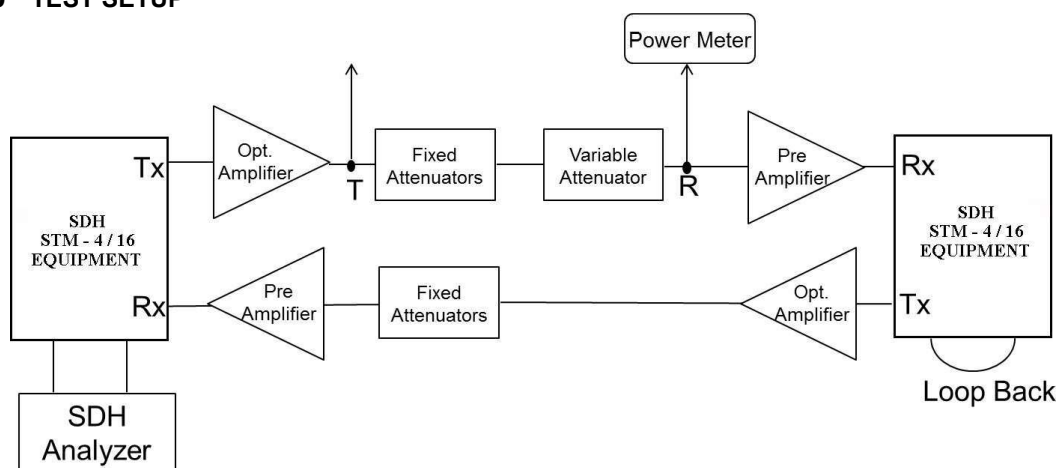 TEST SETUP
Power Meter
Tx
Opt.
Amplifier
T
Fixed
Attenuators
Variable
Attenuator
R
Pre
Amplifier
Rx
SDH
STM - 4 / 16
EQUIPMENT
SDH
STM - 4 / 16
EQUIPMENT
Rx
Pre
Amplifier
Fixed
Attenuators
Opt.
Amplifier
Tx
Loop Back
SDH
Analyzer